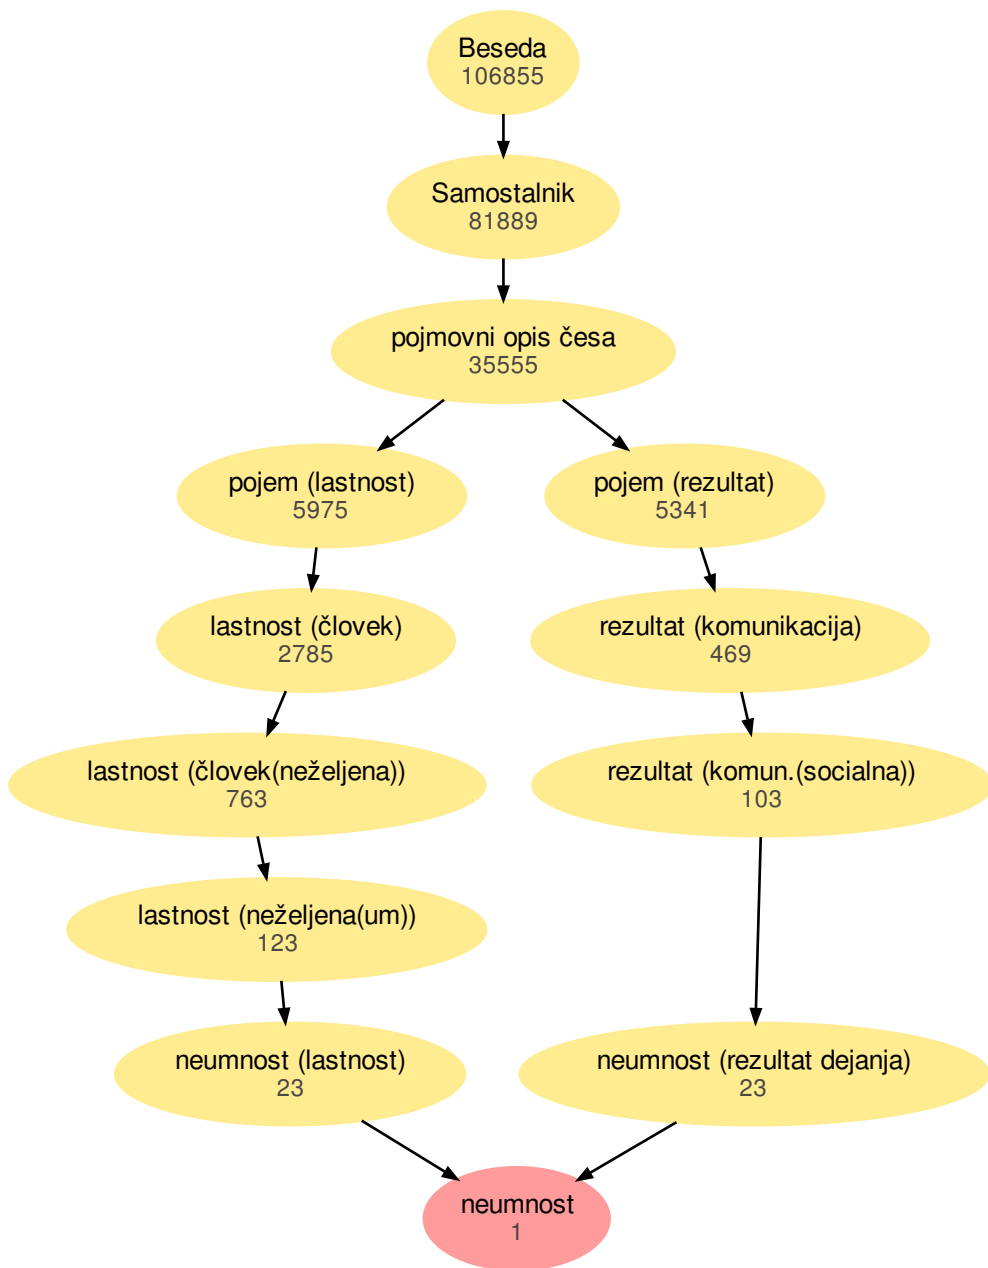 Beseda
106855
Samostalnik
81889
pojmovni opis česa
35555
pojem (lastnost)
5975
pojem (rezultat)
5341
lastnost (človek)
2785
rezultat (komunikacija)
469
lastnost (človek(neželjena))
763
rezultat (komun.(socialna))
103
lastnost (neželjena(um))
123
neumnost (lastnost)
23
neumnost (rezultat dejanja)
23
neumnost
1